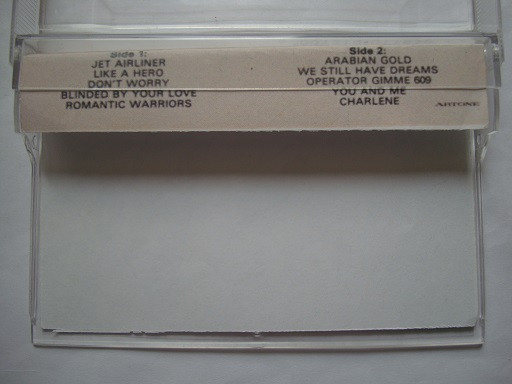 Side 1:
JET AIRLINER
LIKE A HERO
DON'T WORRY
BLINDED BY YOUR LOVE
ROMANTIC WARRIORS
Side 2:
ARABIAN GOLD
WE STILL HAVE DREAMS
OPERATOR GIMME 609
YOU AND ME
CHARLENE
ARTONE